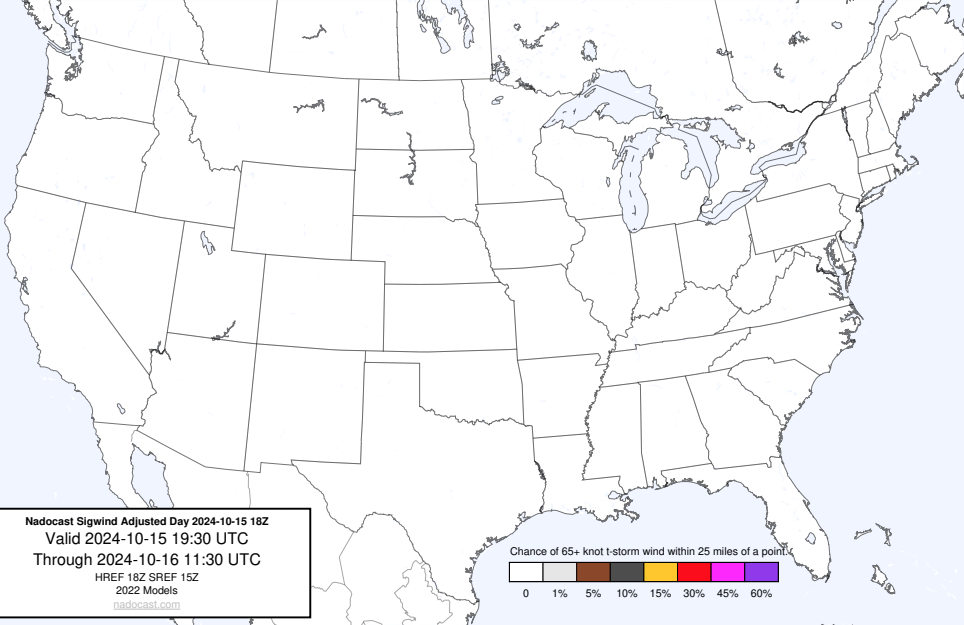 Nadocast Sigwind Adjusted Day 2024-10-15 18Z
Valid 2024-10-15 19:30 UTC
Through 2024-10-16 11:30 UTC
HREF 18Z SREF 15Z
2022 Models
nadocast.com
Chance of 65+ knot t-storm wind within 25 miles of a point.
0 1% 5% 10% 15% 30% 45% 60%